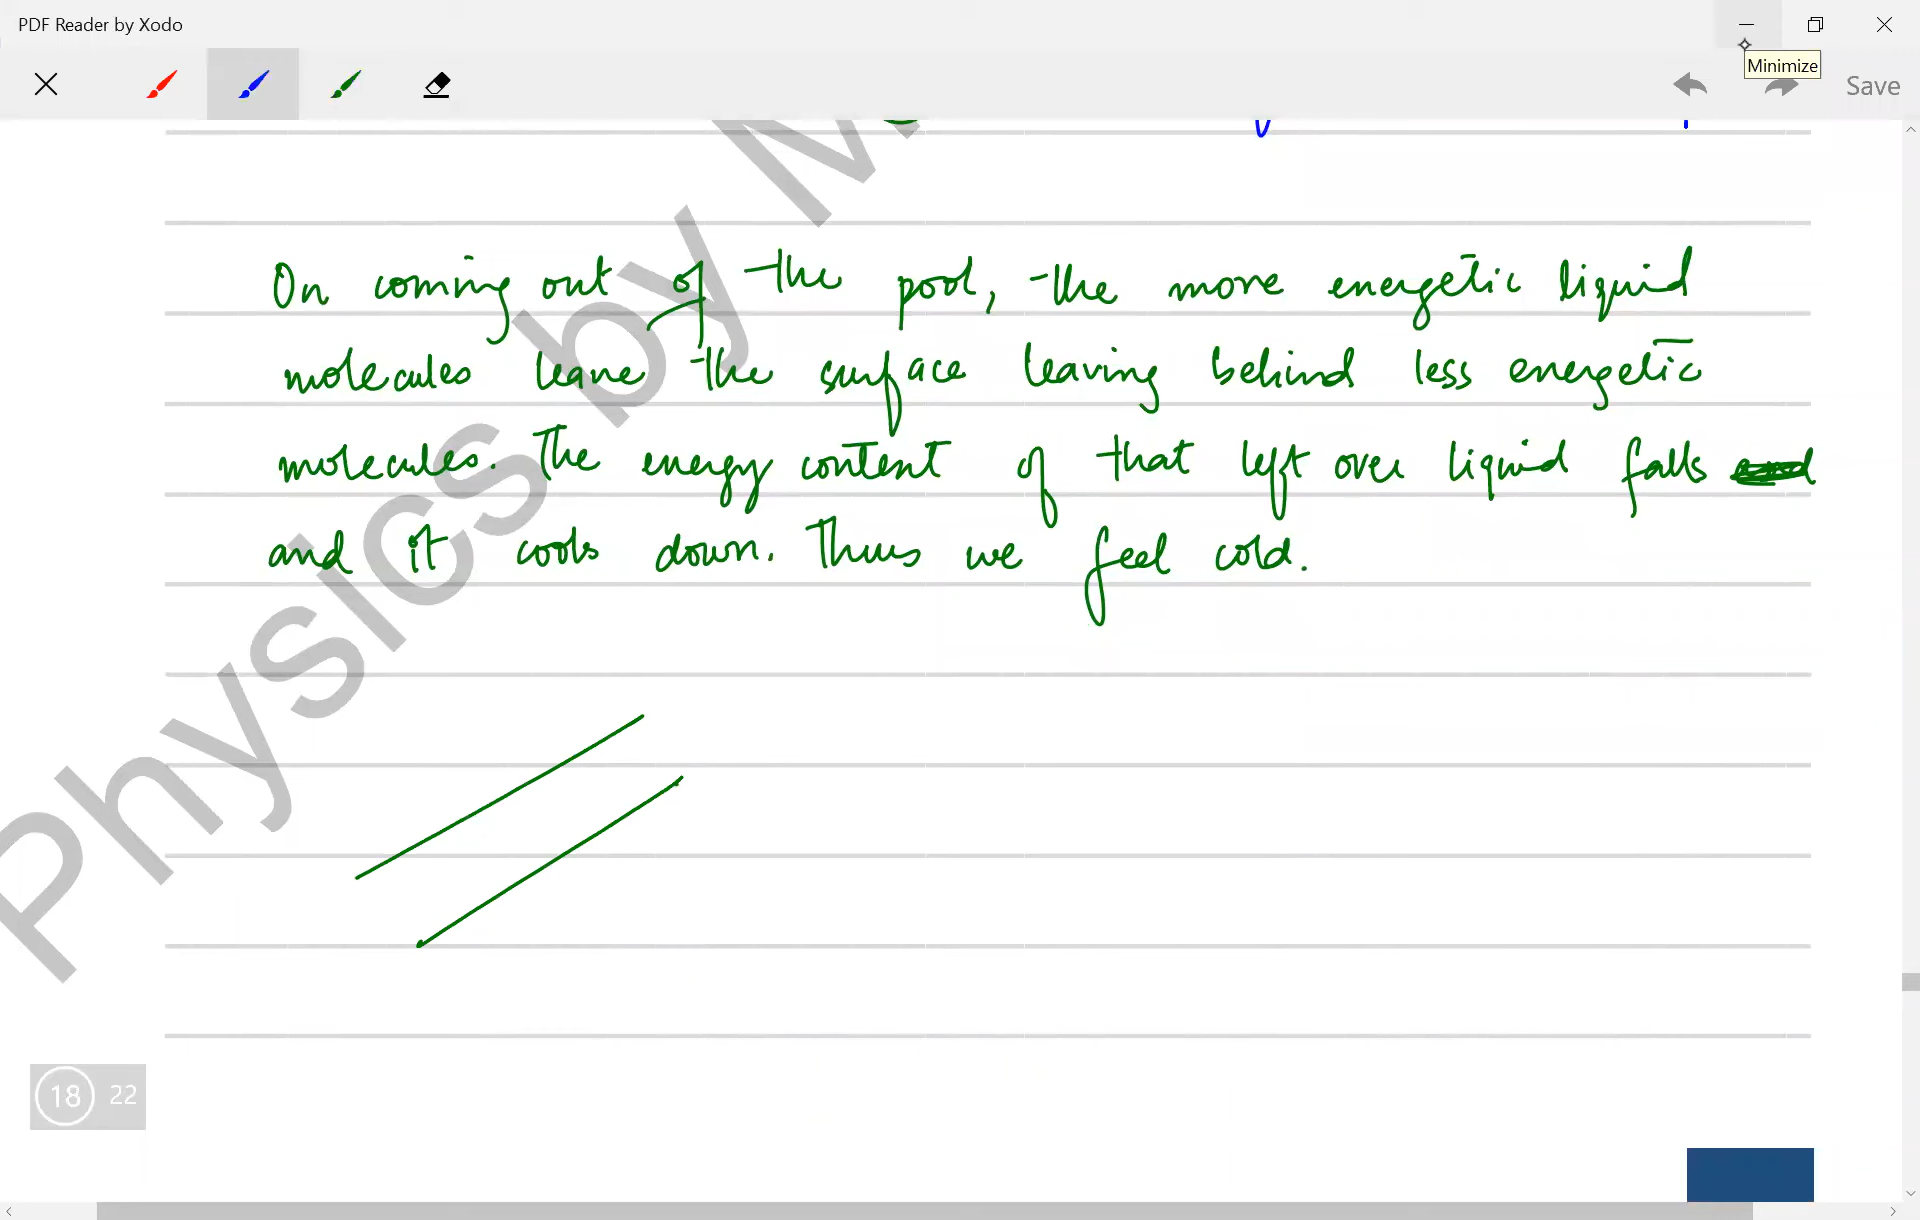 PDF Reader by Xodo
Minimize
Save
On coming out of the pool, the more energetic liquid
molecules leave the surface leaving behind less energetic
molecules. The energy content of that left over liquid falls
and it cools down. Thus we feel cold.
Physics by M
18 22